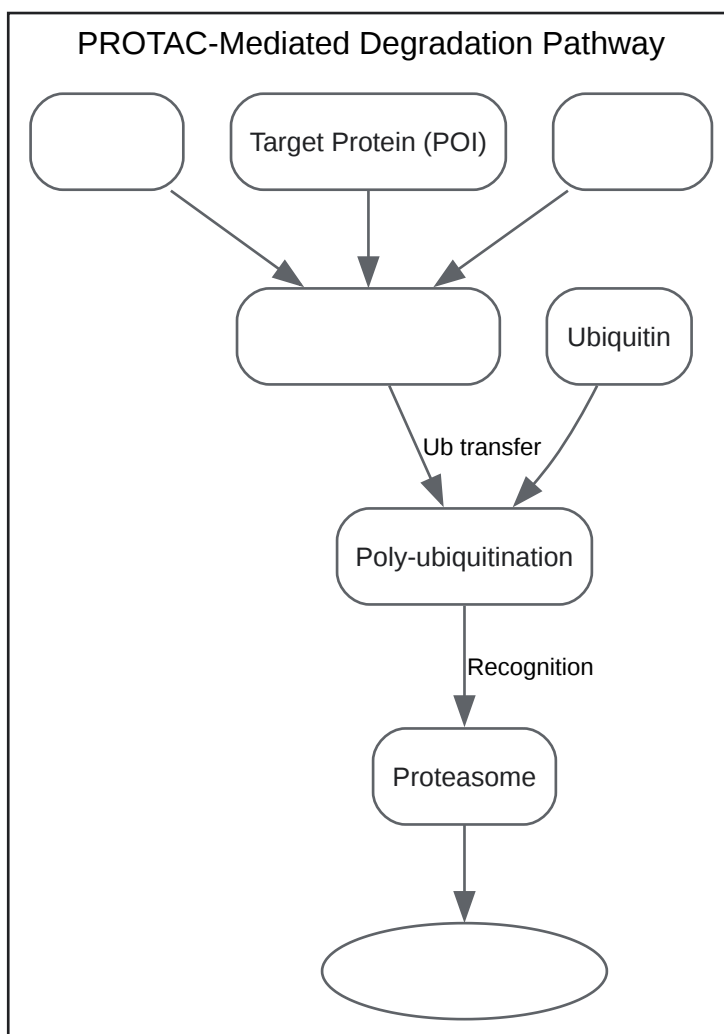 PROTAC-Mediated Degradation Pathway
Target Protein (POI)
Ubiquitin
Ub transfer
Poly-ubiquitination
Recognition
Proteasome